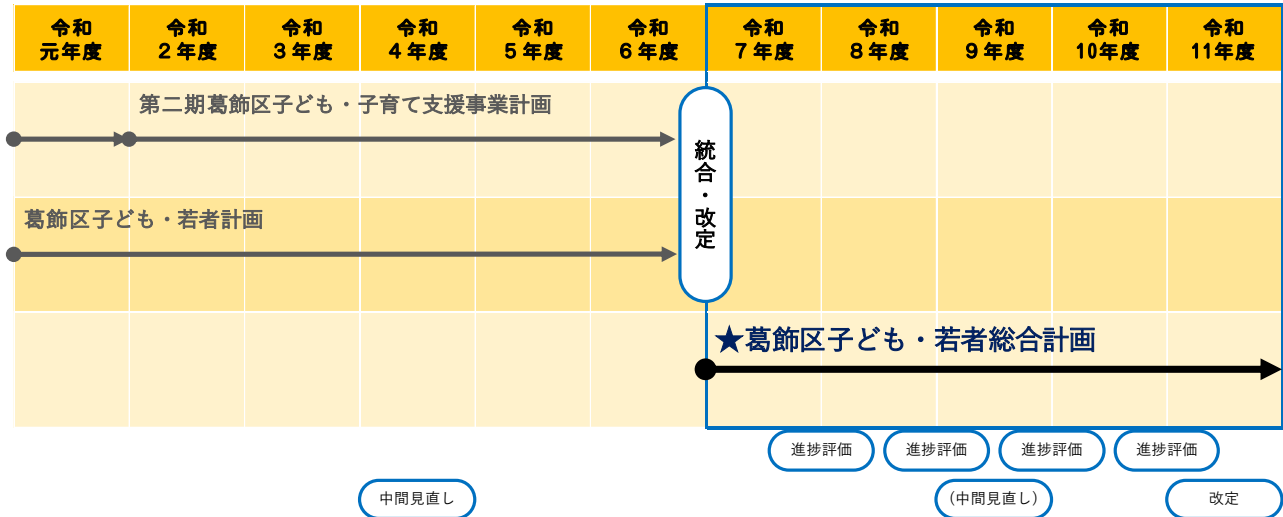 令和
元年度
令和
２年度
令和
３年度
令和
４年度
令和
５年度
令和
６年度
令和
７年度
令和
８年度
令和
９年度
令和
10年度
令和
11年度
第二期葛飾区子ども・子育て支援事業計画
葛飾区子ども・若者計画
統合・改定
★葛飾区子ども・若者総合計画
進捗評価
進捗評価
進捗評価
進捗評価
中間見直し
(中間見直し)
改定